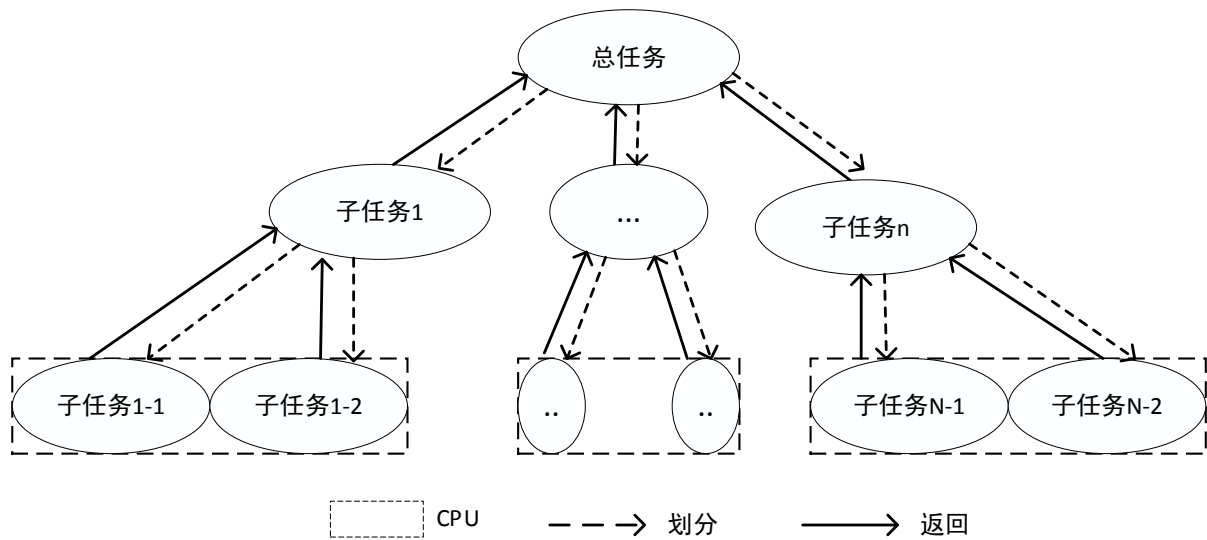 总任务
子任务1
...
子任务n
子任务1-1
子任务1-2
..
..
子任务N-1
子任务N-2
CPU
划分
返回